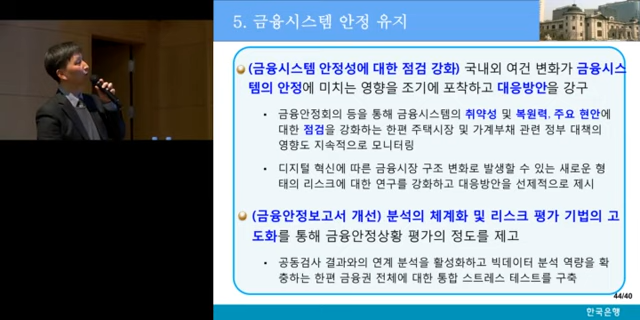 5. 금융시스템 안정 유지
(금융시스템 안정성에 대한 점검 강화) 국내외 여건 변화가 금융시스
템의 안정에 미치는 영향을 조기에 포착하고 대응방안을 강구
• 금융안정회의 등을 통해 금융시스템의 취약성 및 복원력, 주요 현안에
대한 점검을 강화하는 한편 주택시장 및 가계부채 관련 정부 대책의
영향도 지속적으로 모니터링
• 디지털 혁신에 따른 금융시장 구조 변화로 발생할 수 있는 새로운 형
태의 리스크에 대한 연구를 강화하고 대응방안을 선제적으로 제시
(금융안정보고서 개선) 분석의 체계화 및 리스크 평가 기법의 고
도화를 통해 금융안정상황 평가의 정도를 제고
• 공동검사 결과와의 연계 분석을 활성화하고 빅데이터 분석 역량을 확
충하는 한편 금융권 전체에 대한 통합 스트레스 테스트를 구축
44/40
한국은행